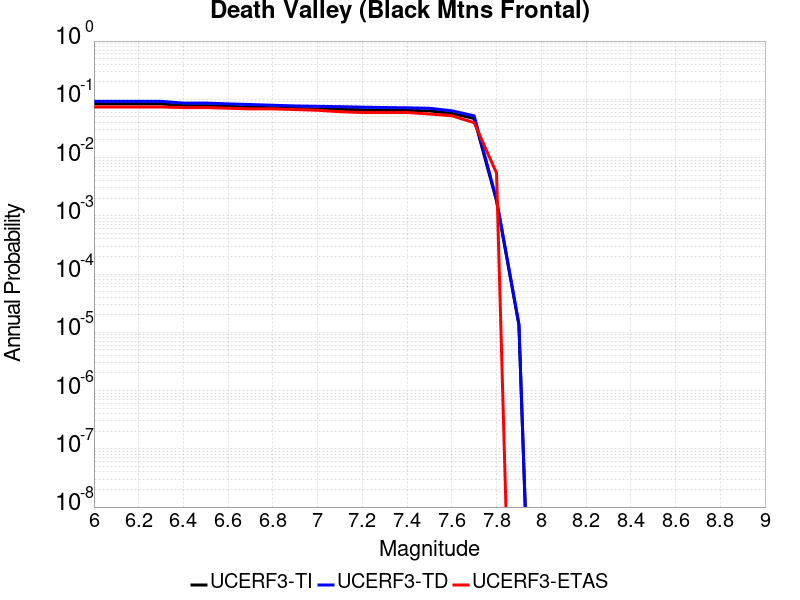 Death Valley (Black Mtns Frontal)
10^0
10^-1
10^-2
10^-3
10^-4
10^-5
10^-6
10^-7
10^-8
Annual Probability
6 6.2 6.4 6.6 6.8 7 7.2 7.4 7.6 7.8 8 8.2 8.4 8.6 8.8 9
Magnitude
UCERF3-TI UCERF3-TD UCERF3-ETAS